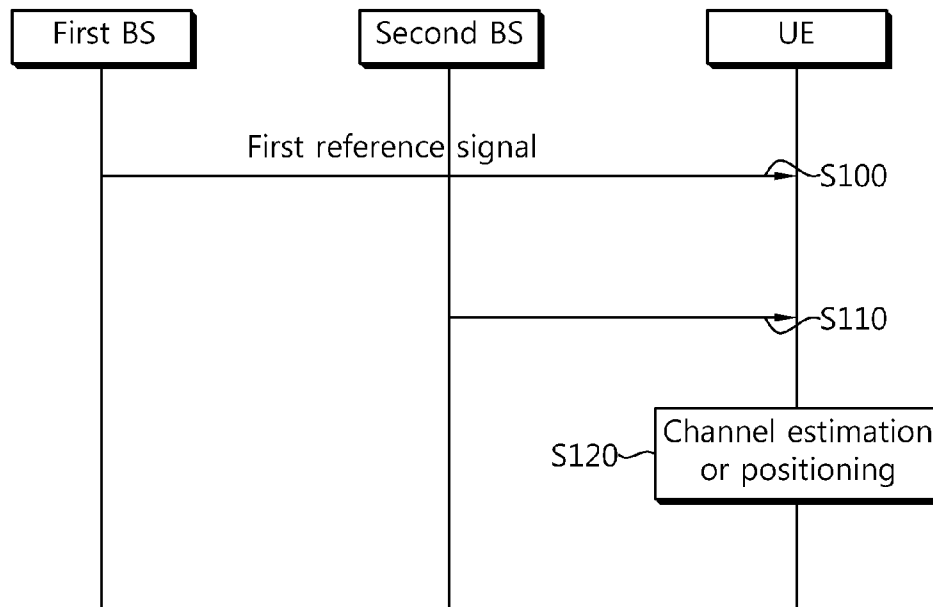 First BS
Second BS
UE
First reference signal
S100
S110
S120
Channel estimation
or positioning